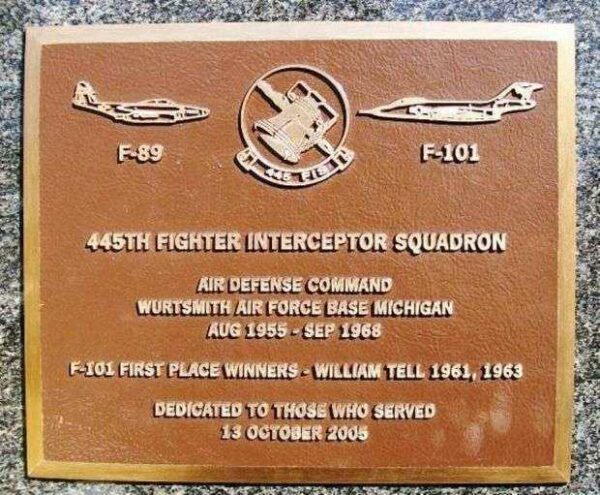 F-89
445 FIS
F-101
445TH FIGHTER INTERCEPTOR SQUADRON
AIR DEFENSE COMMAND
WURTSMITH AIR FORCE BASE MICHIGAN
AUG 1955 - SEP 1968
F-101 FIRST PLACE WINNERS - WILLIAM TELL 1961, 1963
DEDICATED TO THOSE WHO SERVED
13 OCTOBER 2005